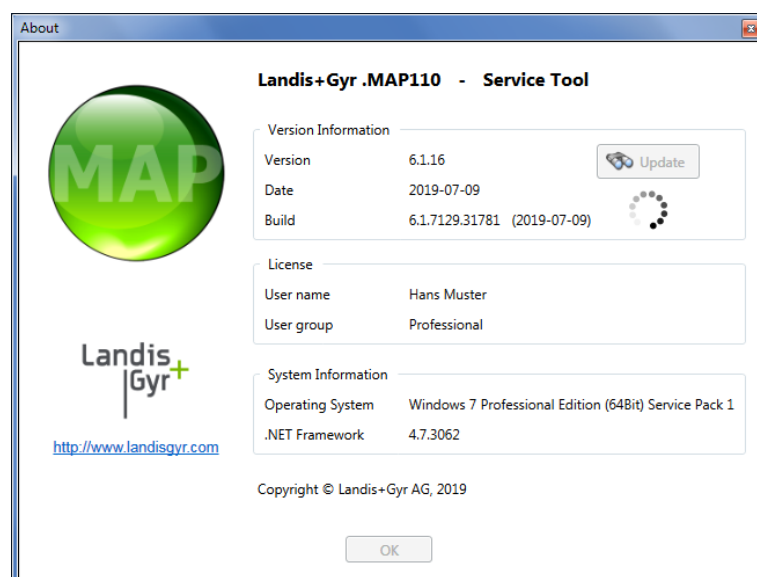 About
Landis+Gyr .MAP110 - Service Tool
MAP
Version Information
Version 6.1.16
Update
Date 2019-07-09
Build 6.1.7129.31781 (2019-07-09)
License
User name Hans Muster
User group Professional
Landis+
Gyr
System Information
Operating System Windows 7 Professional Edition (64Bit) Service Pack 1
.NET Framework 4.7.3062
http://www.landisgyr.com
Copyright © Landis+Gyr AG, 2019
OK